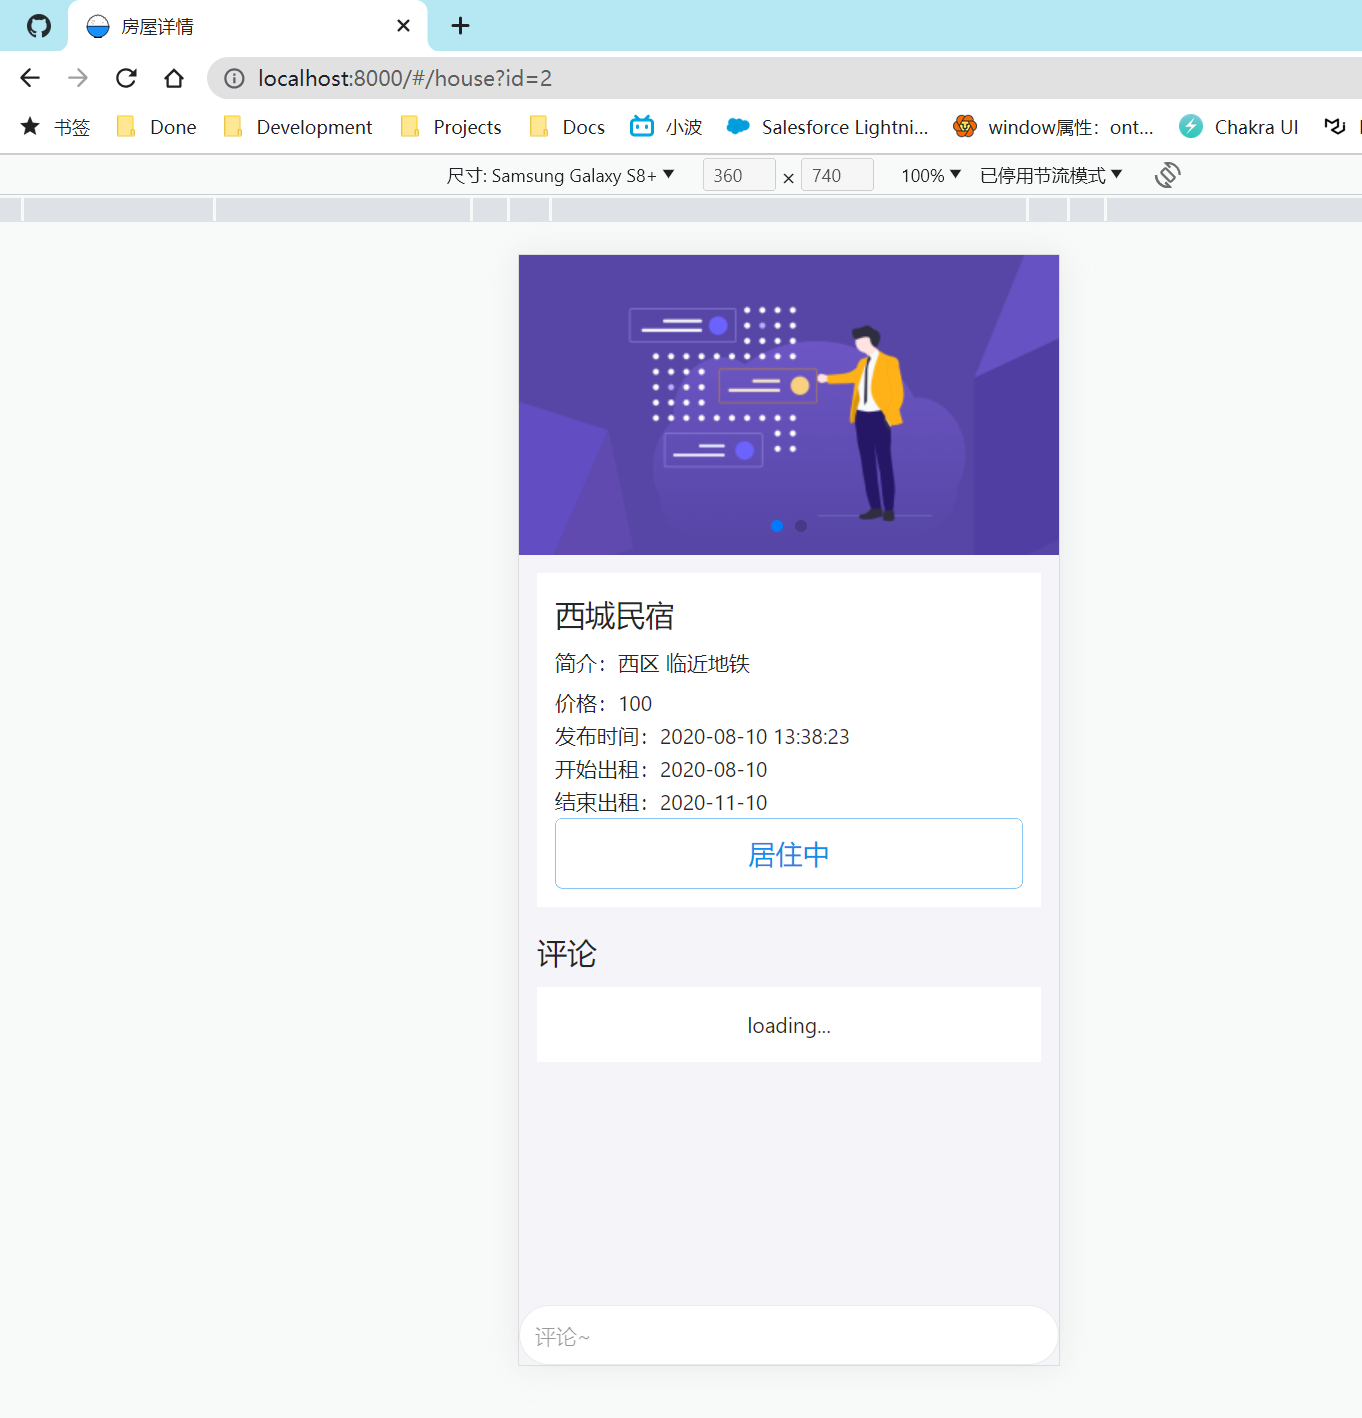 房屋详情
localhost:8000/#/house?id=2
书签 Done Development Projects Docs 小波 Salesforce Lightni... window属性：ont... Chakra UI
尺寸: Samsung Galaxy S8+ 360 × 740 100% 已停用节流模式
西城民宿
简介：西区 临近地铁
价格：100
发布时间：2020-08-10 13:38:23
开始出租：2020-08-10
结束出租：2020-11-10
居住中
评论
loading...
评论~